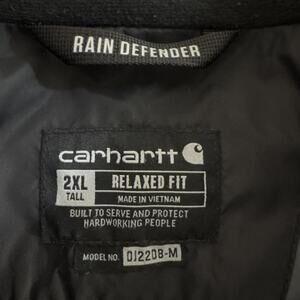 RAIN DEFENDER
carhartt
2XL
TALL
RELAXED FIT
MADE IN VIETNAM
BUILT TO SERVE AND PROTECT
HARDWORKING PEOPLE
MODEL NO. OJ2208-M